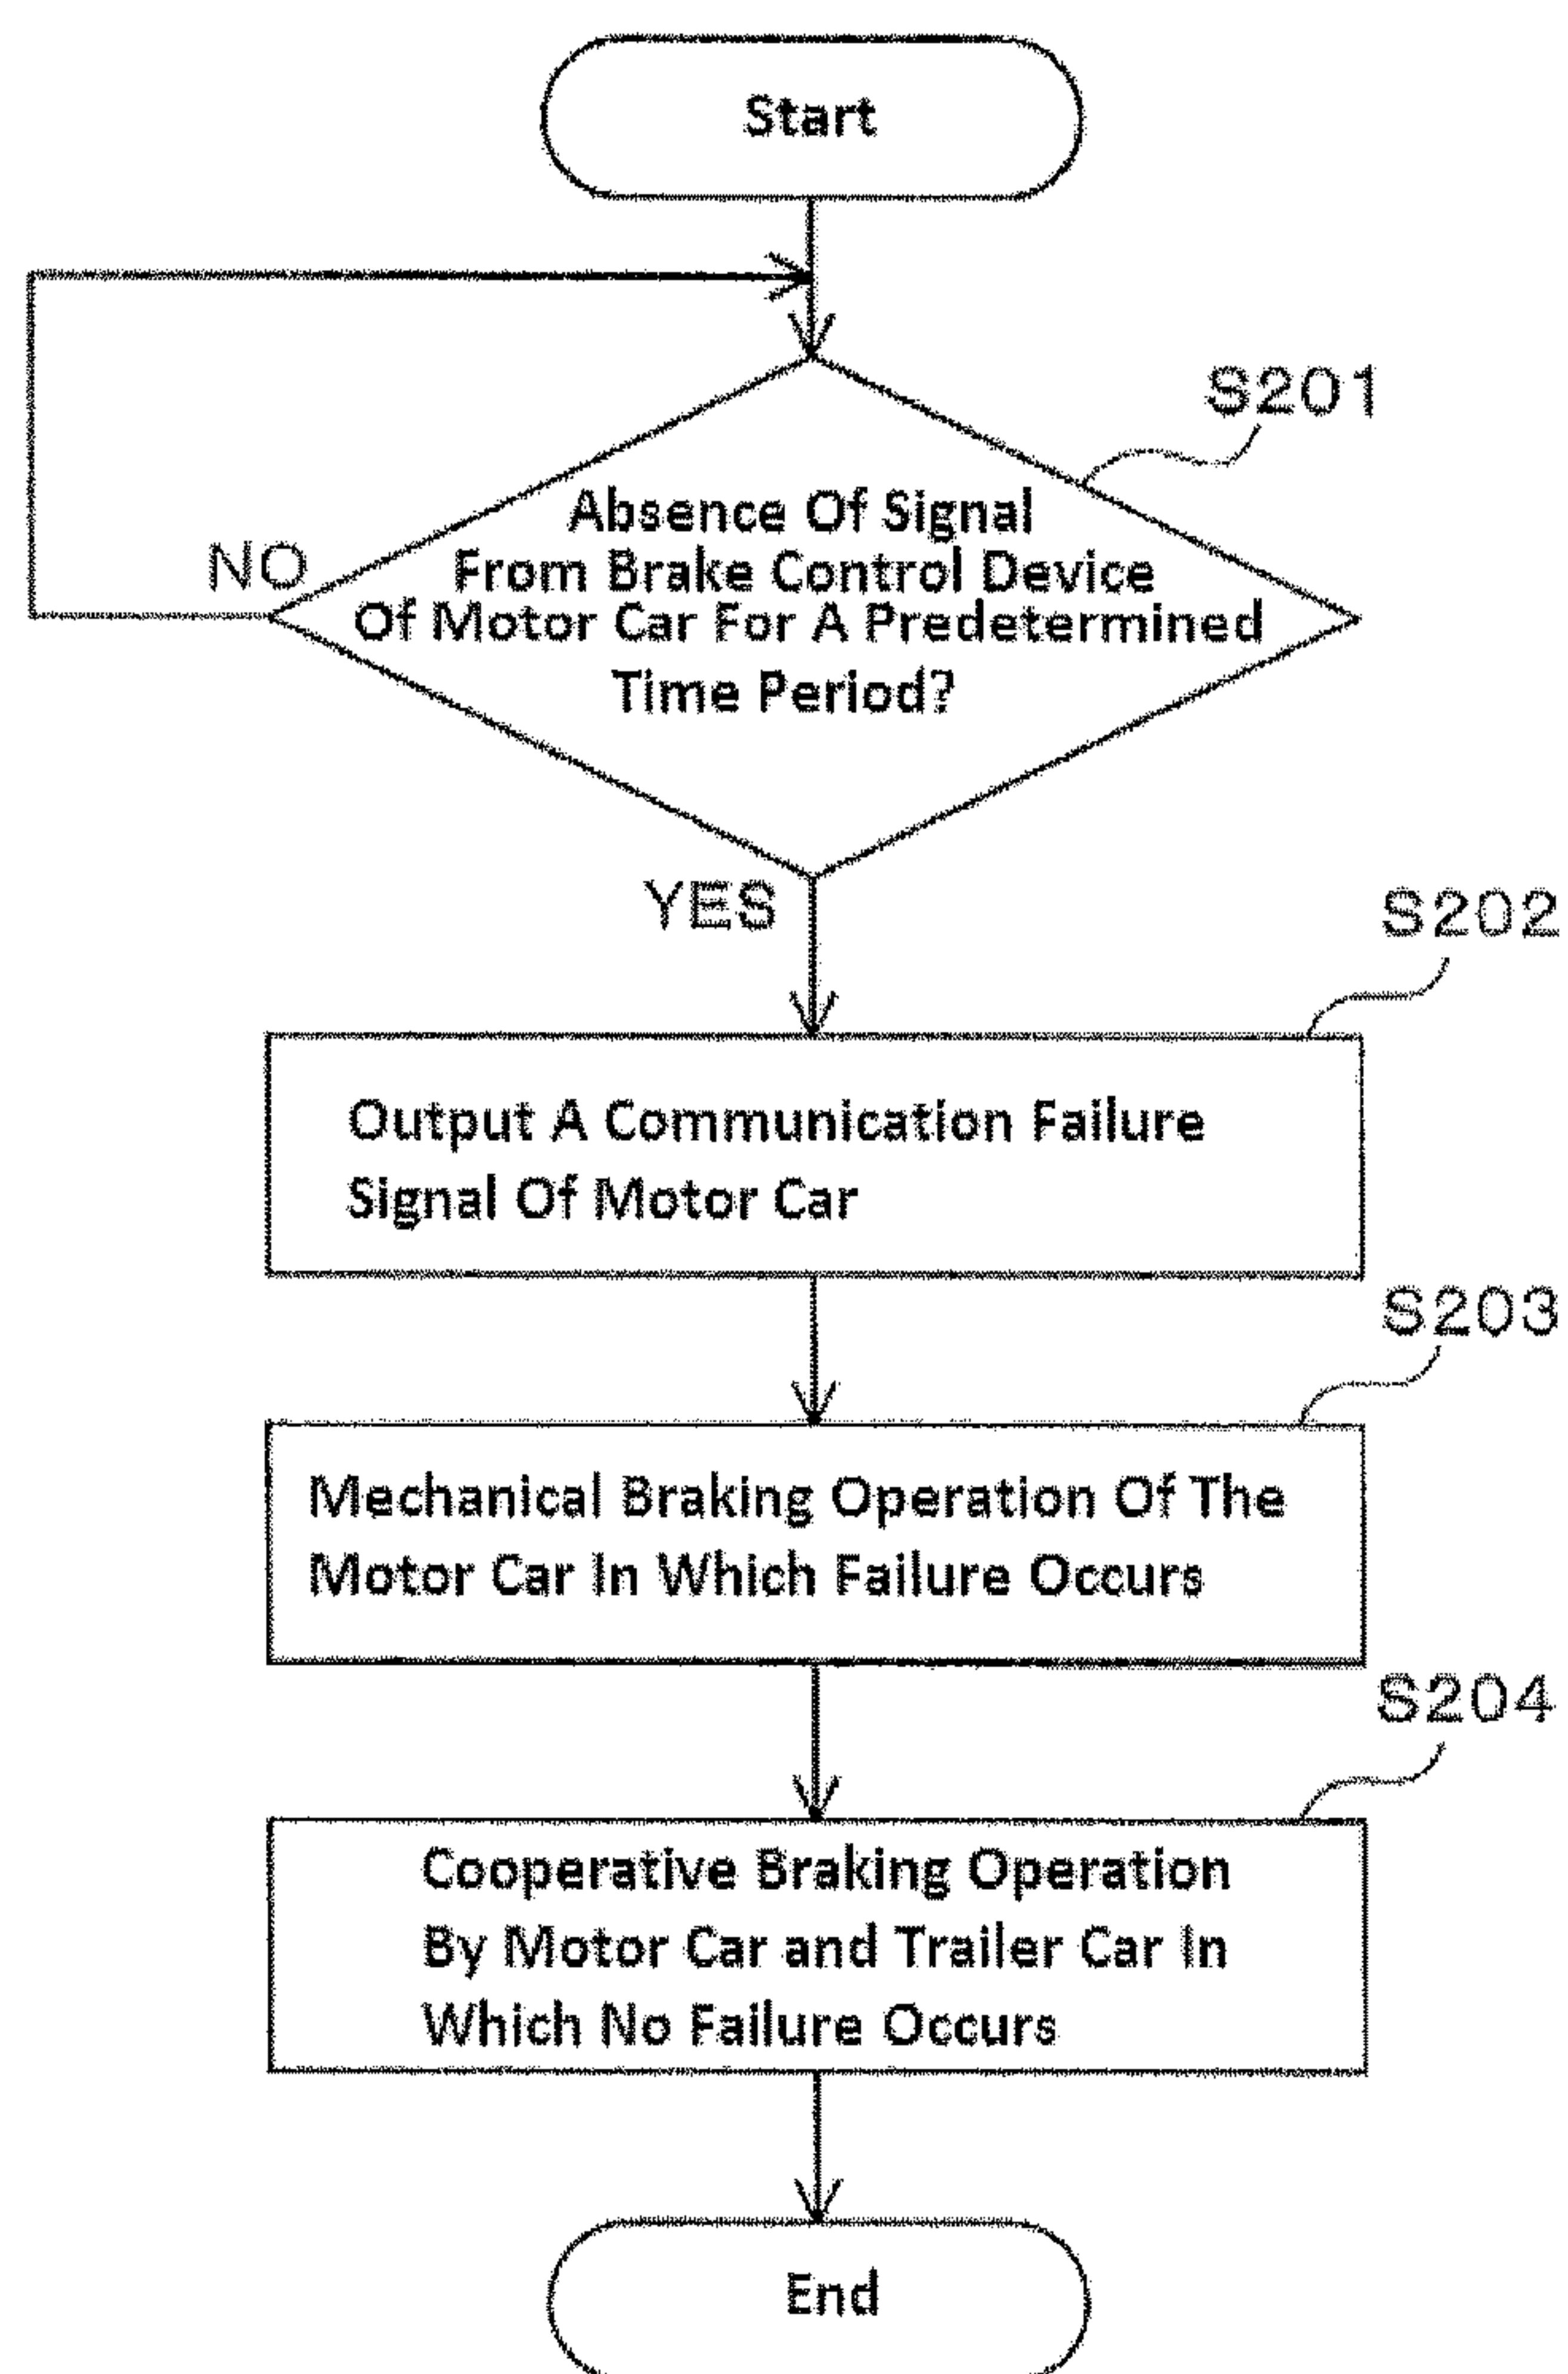 Start
S201
Absence Of Signal
From Brake Control Device
NO
Of Motor Car For A Predetermined
Time Period?
YES
S202
Output A Communication Failure
Signal Of Motor Car
S203
Mechanical Braking Operation Of The
Motor Car In Which Failure Occurs
S204
Cooperative Braking Operation
By Motor Car and Trailer Car In
Which No Failure Occurs
End